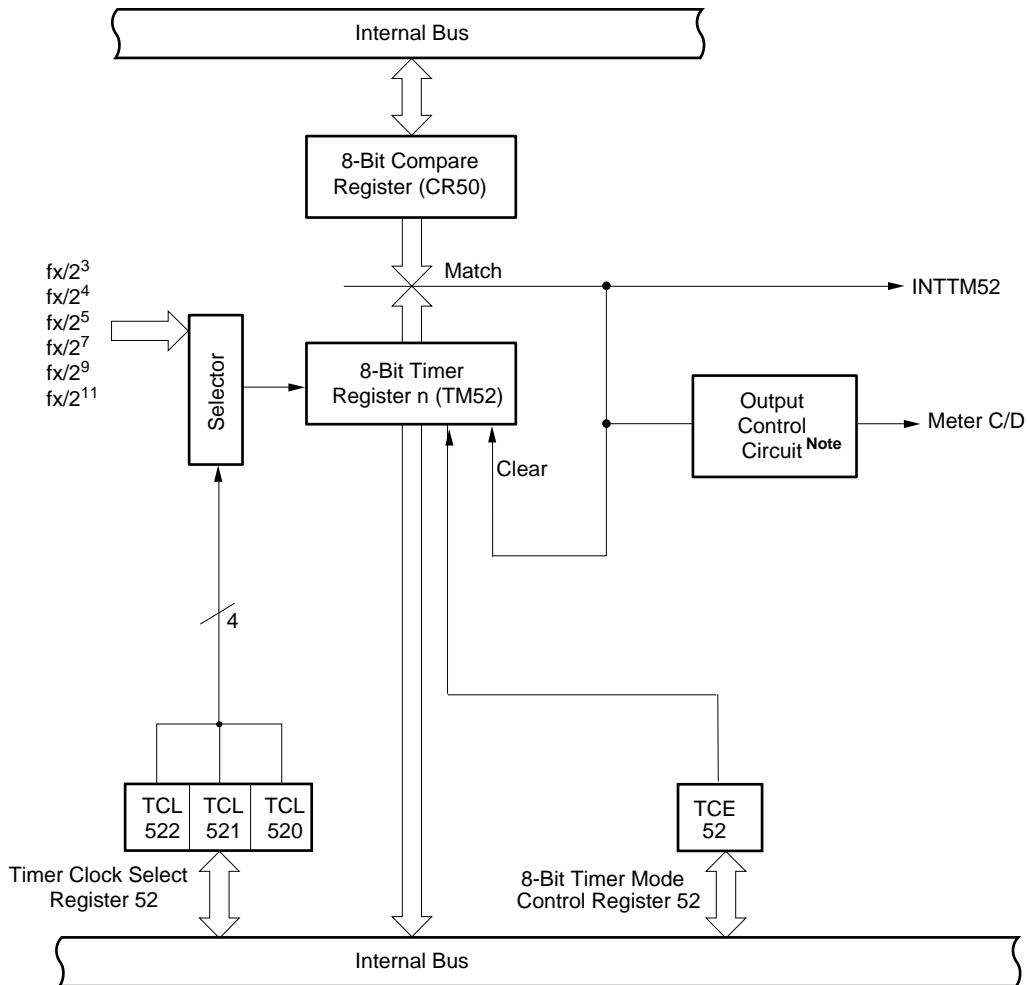 Internal Bus
8-Bit Compare
Register (CR50)
Match
INTTM52
fx/2³
fx/2⁴
fx/2⁵
fx/2⁷
fx/2⁹
fx/2¹¹
Selector
8-Bit Timer
Register n (TM52)
Output
Control
Circuit Note
Meter C/D
Clear
4
TCL
522
TCL
521
TCL
520
TCE
52
Timer Clock Select
Register 52
8-Bit Timer Mode
Control Register 52
Internal Bus